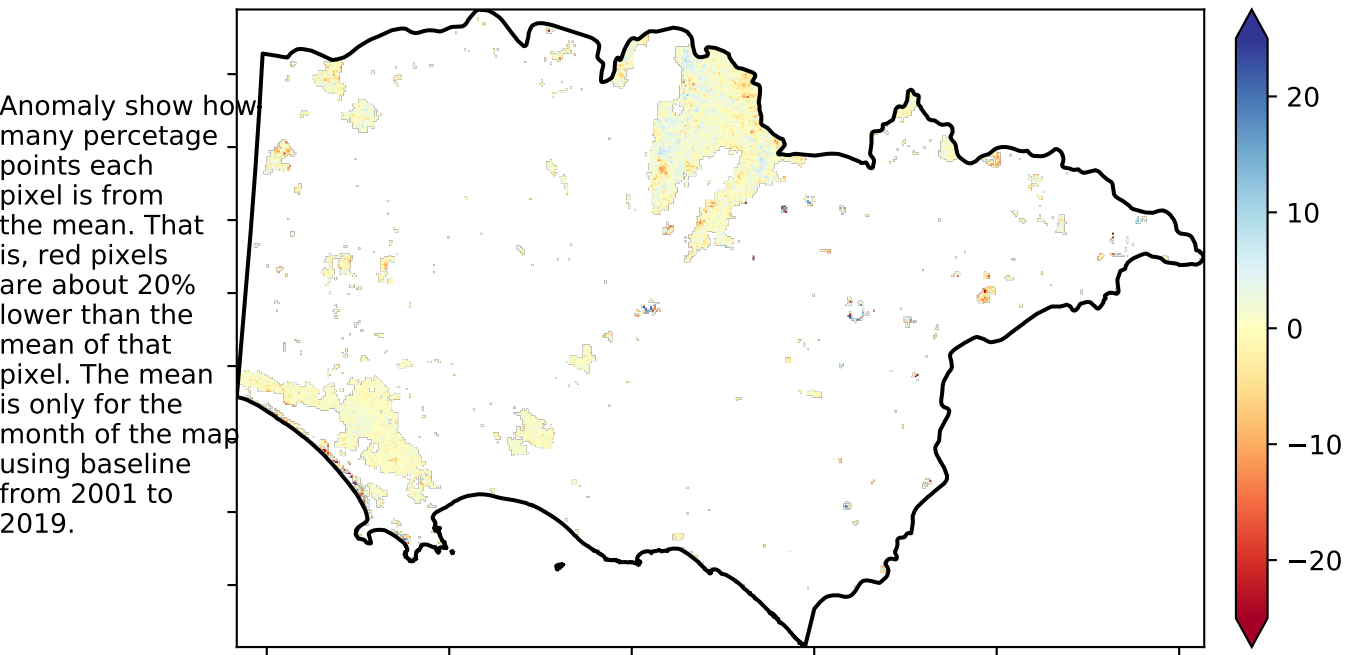 Anomaly show how
many percetage
points each
pixel is from
the mean. That
is, red pixels
are about 20%
lower than the
mean of that
pixel. The mean
is only for the
month of the map
using baseline
from 2001 to
2019.
20
10
0
−10
−20